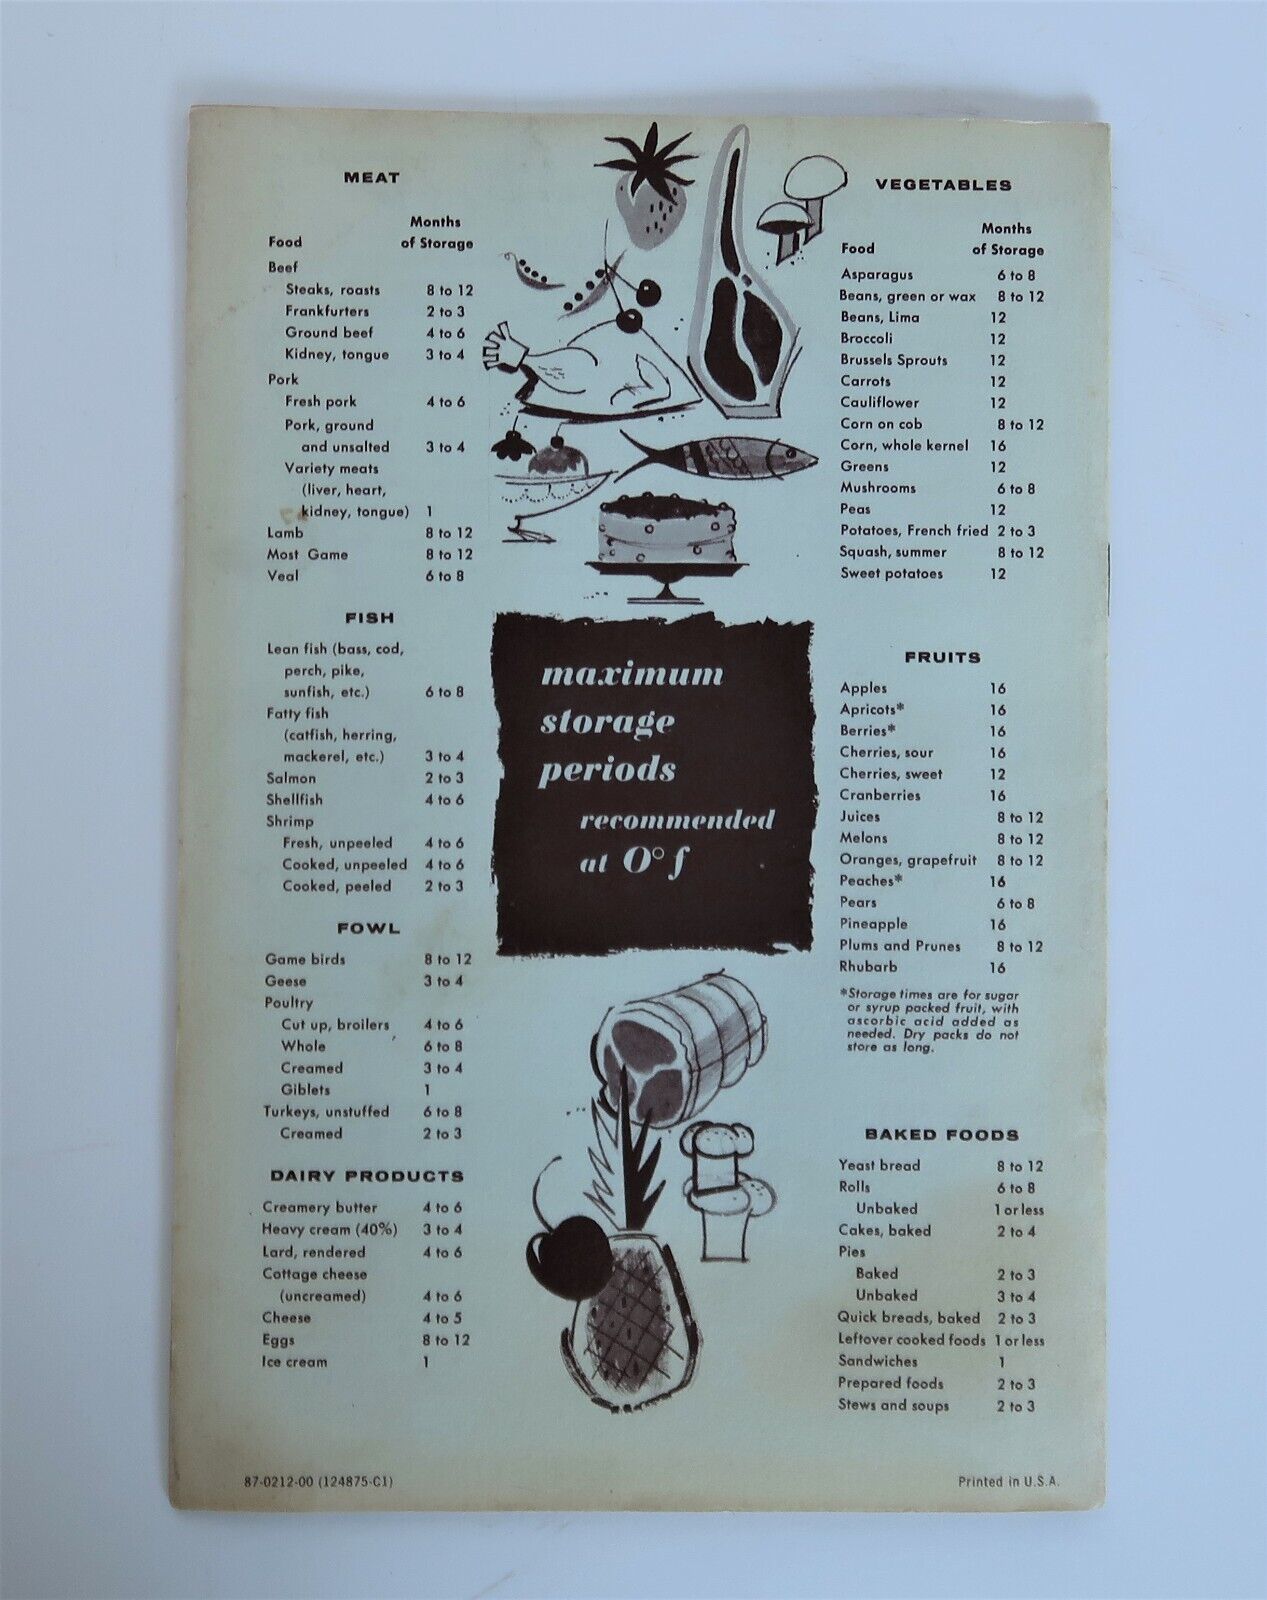 MEAT
Months
Food of Storage
Beef
Steaks, roasts 8 to 12
Frankfurters 2 to 3
Ground beef 4 to 6
Kidney, tongue 3 to 4
Pork
Fresh pork 4 to 6
Pork, ground
and unsalted 3 to 4
Variety meats
(liver, heart,
kidney, tongue) 1
Lamb 8 to 12
Most Game 8 to 12
Veal 6 to 8
FISH
Lean fish (bass, cod,
perch, pike,
sunfish, etc.) 6 to 8
Fatty fish
(catfish, herring,
mackerel, etc.) 3 to 4
Salmon 2 to 3
Shellfish 4 to 6
Shrimp
Fresh, unpeeled 4 to 6
Cooked, unpeeled 4 to 6
Cooked, peeled 2 to 3
FOWL
Game birds 8 to 12
Geese 3 to 4
Poultry
Cut up, broilers 4 to 6
Whole 6 to 8
Creamed 3 to 4
Giblets 1
Turkeys, unstuffed 6 to 8
Creamed 2 to 3
DAIRY PRODUCTS
Creamery butter 4 to 6
Heavy cream (40%) 3 to 4
Lard, rendered 4 to 6
Cottage cheese
(uncreamed) 4 to 6
Cheese 4 to 5
Eggs 8 to 12
Ice cream 1
maximum
storage
periods
recommended
at 0° f
VEGETABLES
Months
Food of Storage
Asparagus 6 to 8
Beans, green or wax 8 to 12
Beans, Lima 12
Broccoli 12
Brussels Sprouts 12
Carrots 12
Cauliflower 12
Corn on cob 8 to 12
Corn, whole kernel 16
Greens 12
Mushrooms 6 to 8
Peas 12
Potatoes, French fried 2 to 3
Squash, summer 8 to 12
Sweet potatoes 12
FRUITS
Apples 16
Apricots* 16
Berries* 16
Cherries, sour 16
Cherries, sweet 12
Cranberries 16
Juices 8 to 12
Melons 8 to 12
Oranges, grapefruit 8 to 12
Peaches* 16
Pears 6 to 8
Pineapple 16
Plums and Prunes 8 to 12
Rhubarb 16
*Storage times are for sugar
or syrup packed fruit, with
ascorbic acid added as
needed. Dry packs do not
store as long.
BAKED FOODS
Yeast bread 8 to 12
Rolls 6 to 8
Unbaked 1 or less
Cakes, baked 2 to 4
Pies
Baked 2 to 3
Unbaked 3 to 4
Quick breads, baked 2 to 3
Leftover cooked foods 1 or less
Sandwiches 1
Prepared foods 2 to 3
Stews and soups 2 to 3
87-0212-00 (124875-C1)
Printed in U.S.A.